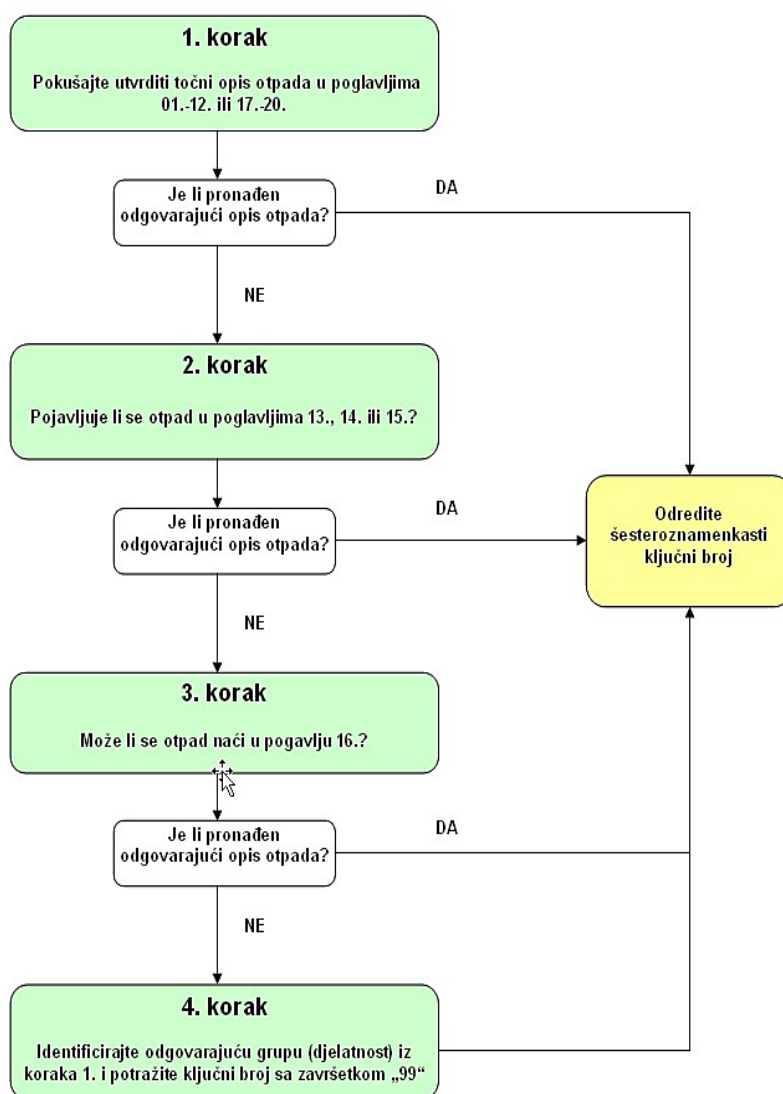 1. korak
Pokušajte utvrditi točni opis otpada u poglavljima
01.-12. ili 17.-20.
Je li pronađen
odgovarajući opis otpada?
DA
NE
2. korak
Pojavljuje li se otpad u poglavljima 13., 14. ili 15.?
Je li pronađen
odgovarajući opis otpada?
DA
Odredite
šesteroznamenkasti
ključni broj
NE
3. korak
Može li se otpad naći u pogavlju 16.?
Je li pronađen
odgovarajući opis otpada?
DA
NE
4. korak
Identificirajte odgovarajuću grupu (djelatnost) iz
koraka 1. i potražite ključni broj sa završetkom „99“